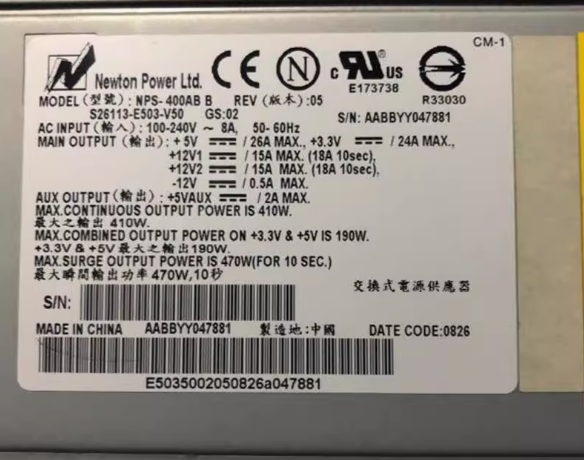 CM-1
Newton Power Ltd. CE N c UR US
E173738
R33030
MODEL (型號): NPS-400AB B REV (版本):05
S26113-E503-V50 GS:02
S/N: AABBYY047881
AC INPUT (輸入): 100-240V ~ 8A, 50-60Hz
MAIN OUTPUT (輸出): +5V / 26A MAX., +3.3V / 24A MAX.,
+12V1 / 15A MAX. (18A 10sec),
+12V2 / 15A MAX. (18A 10sec),
-12V / 0.5A MAX.
AUX OUTPUT (輸出): +5VAUX / 2A MAX.
MAX.CONTINUOUS OUTPUT POWER IS 410W.
最大之輸出 410W.
MAX.COMBINED OUTPUT POWER ON +3.3V & +5V IS 190W.
+3.3V & +5V 最大之輸出190W.
MAX.SURGE OUTPUT POWER IS 470W(FOR 10 SEC.)
最大瞬間輸出功率 470W,10秒
交換式電源供應器
S/N:
MADE IN CHINA AABBYY047881 製造地:中國 DATE CODE:0826
E5035002050826a047881